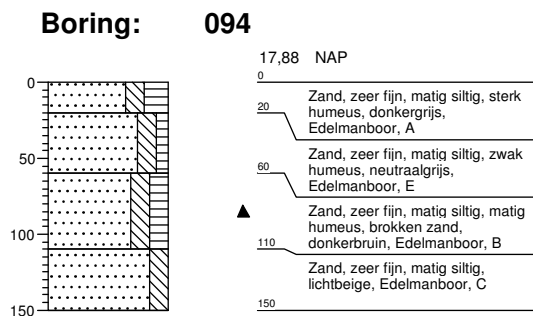 Boring: 094
17,88 NAP
0
50
100
150
0
Zand, zeer fijn, matig siltig, sterk
humeus, donkergrijs,
Edelmanboor, A
20
Zand, zeer fijn, matig siltig, zwak
humeus, neutraalgrijs,
Edelmanboor, E
60
Zand, zeer fijn, matig siltig, matig
humeus, brokken zand,
donkerbruin, Edelmanboor, B
110
Zand, zeer fijn, matig siltig,
lichtbeige, Edelmanboor, C
150